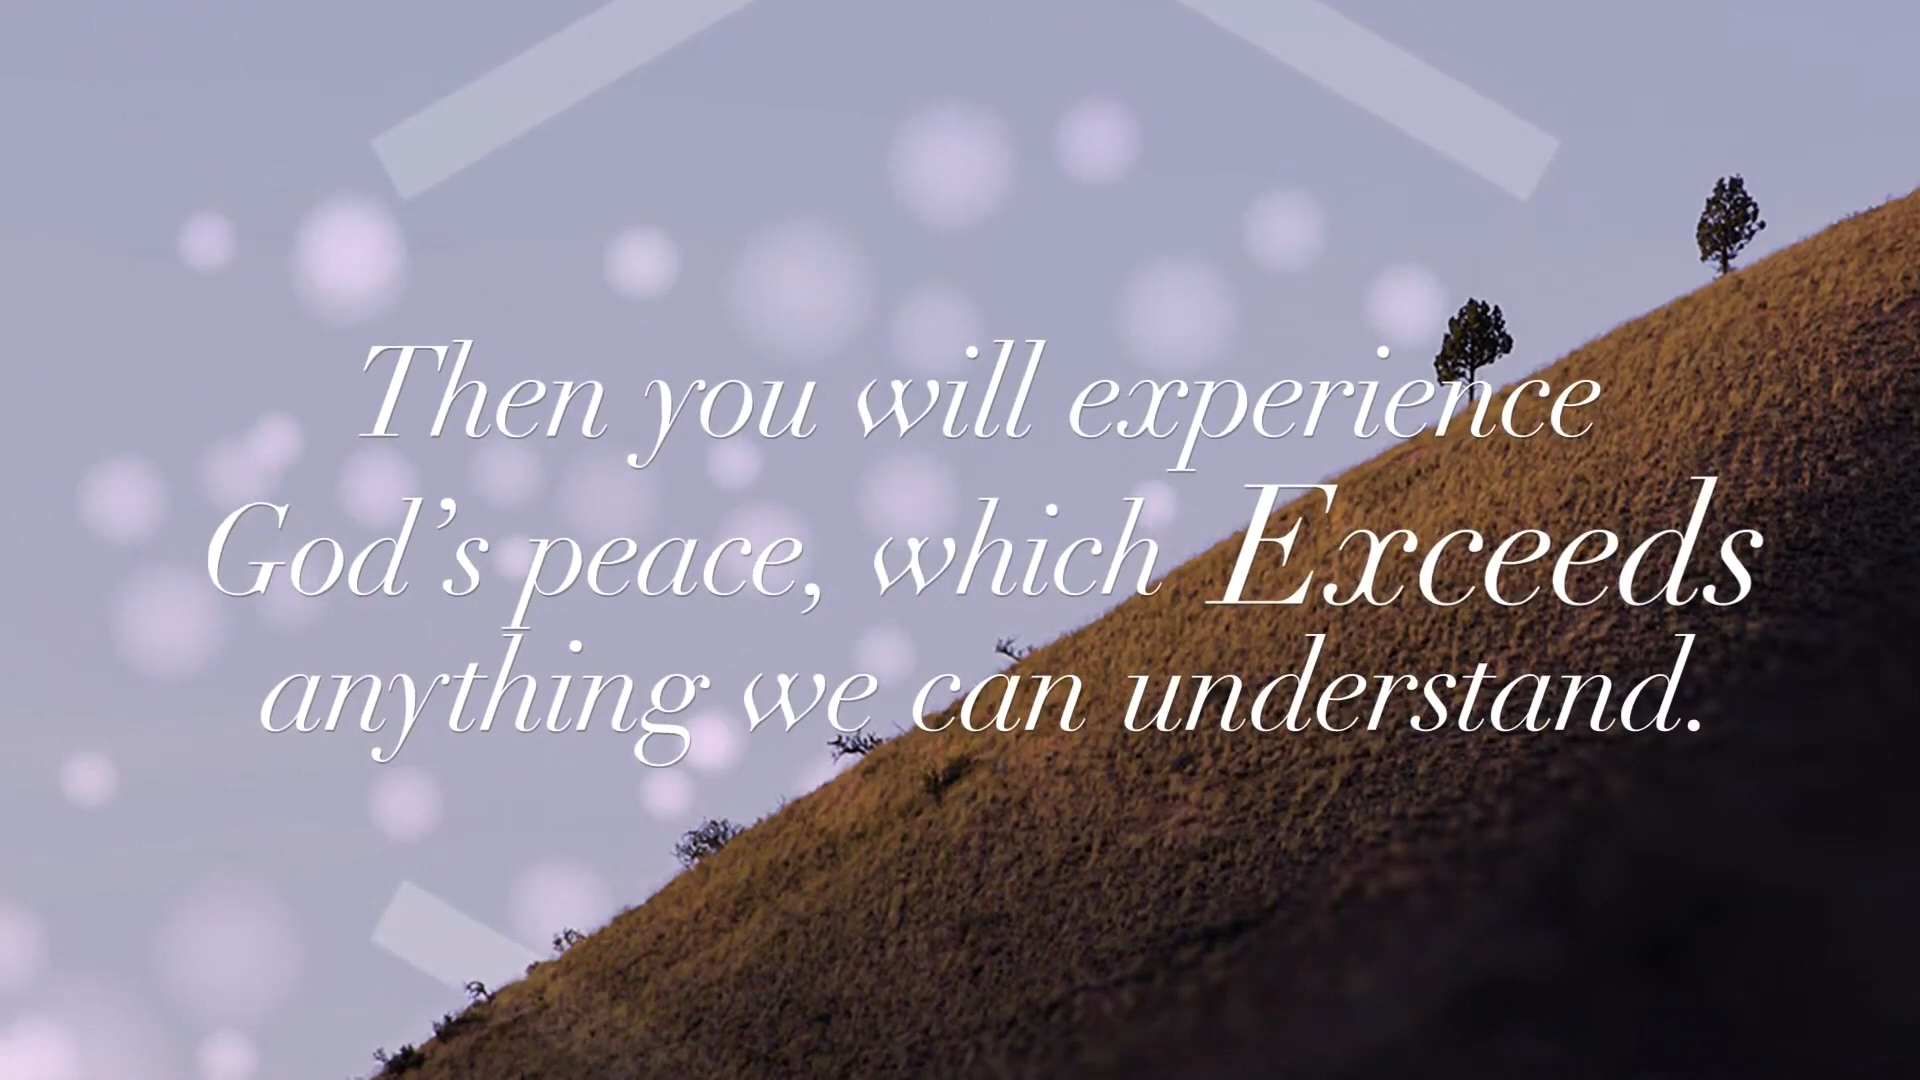 Then you will experience
God’s peace, which Exceeds
anything we can understand.